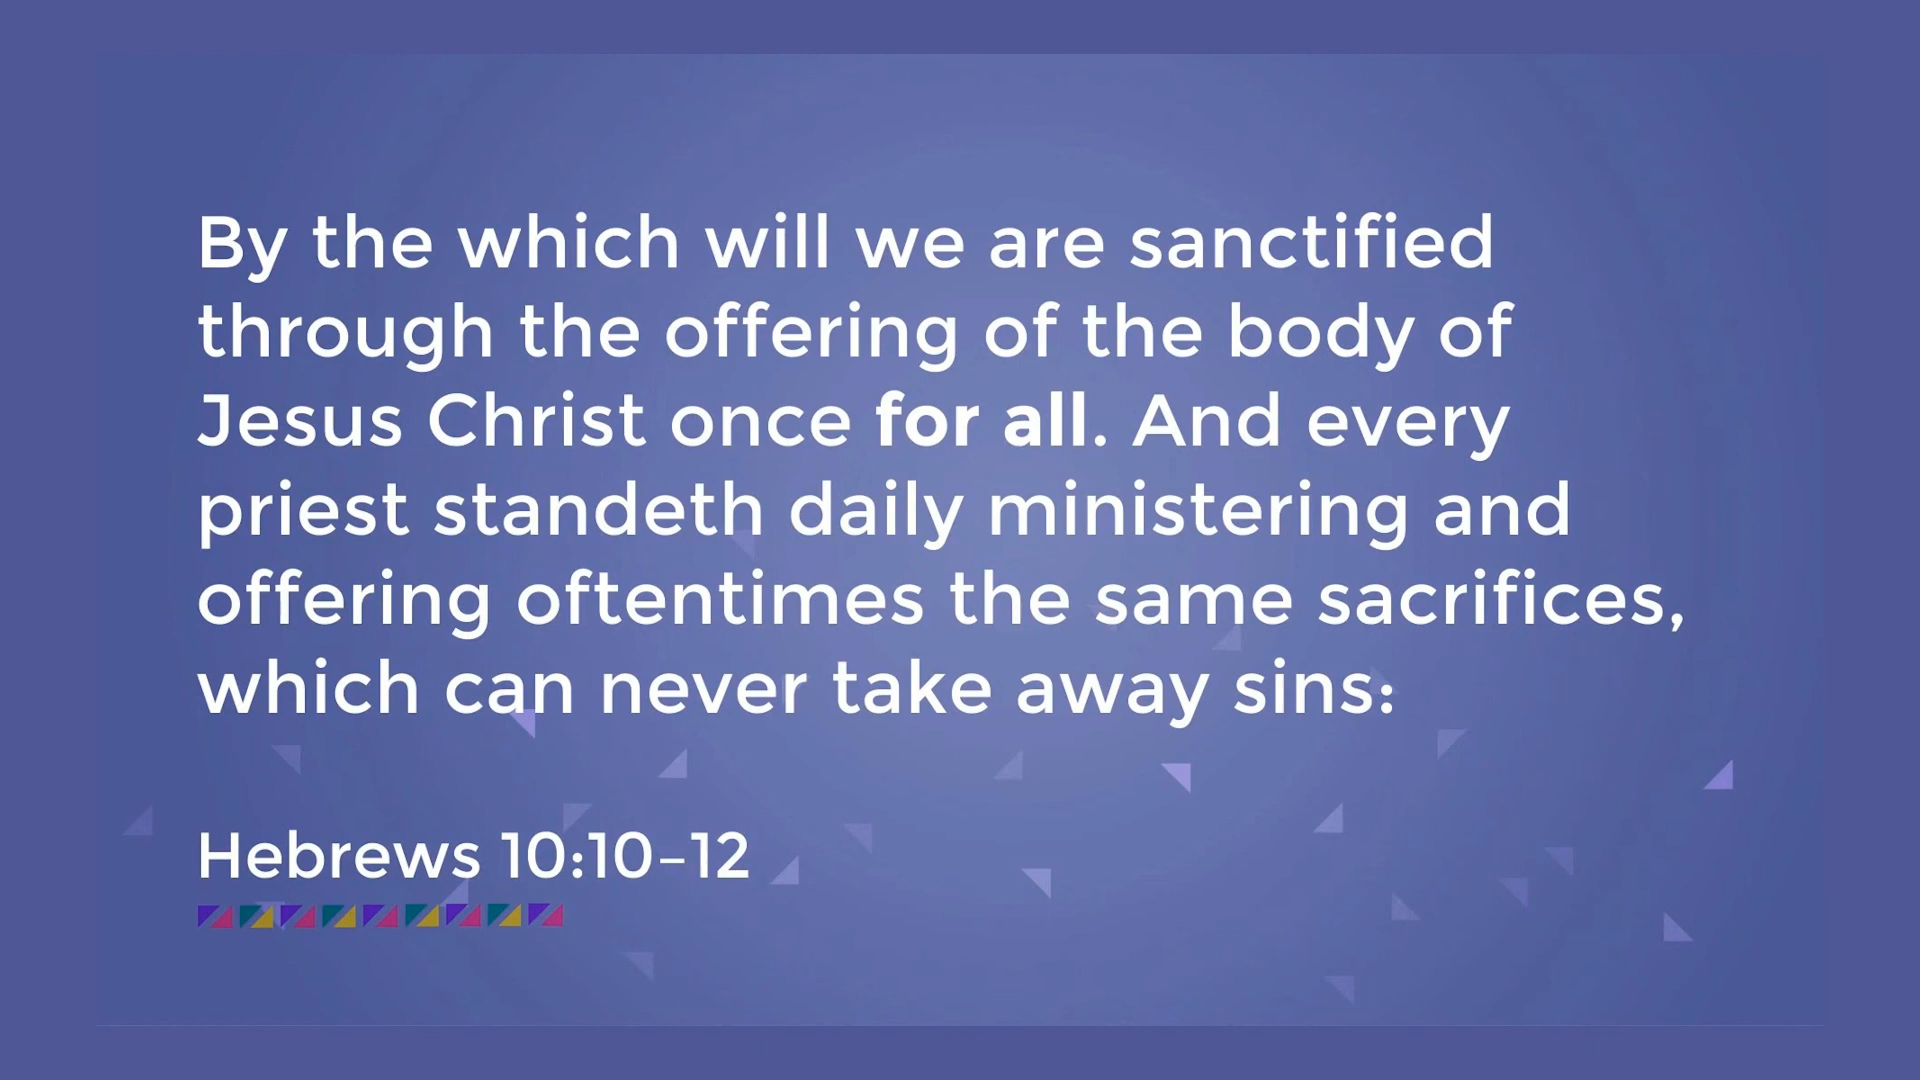 By the which will we are sanctified
through the offering of the body of
Jesus Christ once for all. And every
priest standeth daily ministering and
offering oftentimes the same sacrifices,
which can never take away sins:
Hebrews 10:10–12